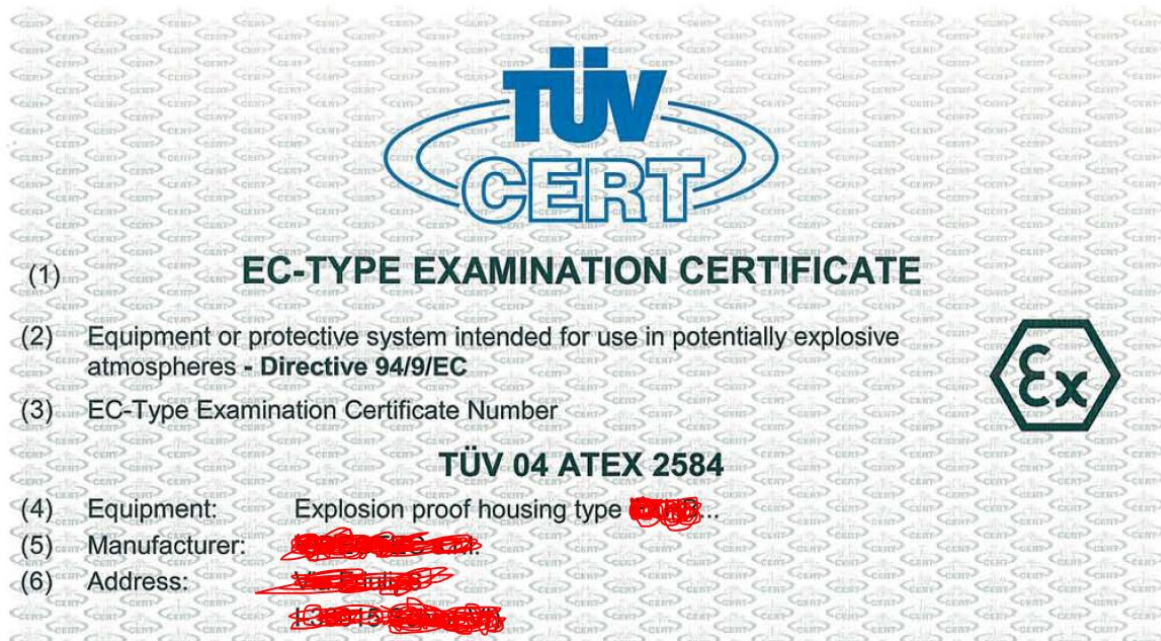 TÜV
CERT
(1) EC-TYPE EXAMINATION CERTIFICATE
(2) Equipment or protective system intended for use in potentially explosive
atmospheres - Directive 94/9/EC
Ex
(3) EC-Type Examination Certificate Number
TÜV 04 ATEX 2584
(4) Equipment: Explosion proof housing type ...
(5) Manufacturer:
(6) Address: